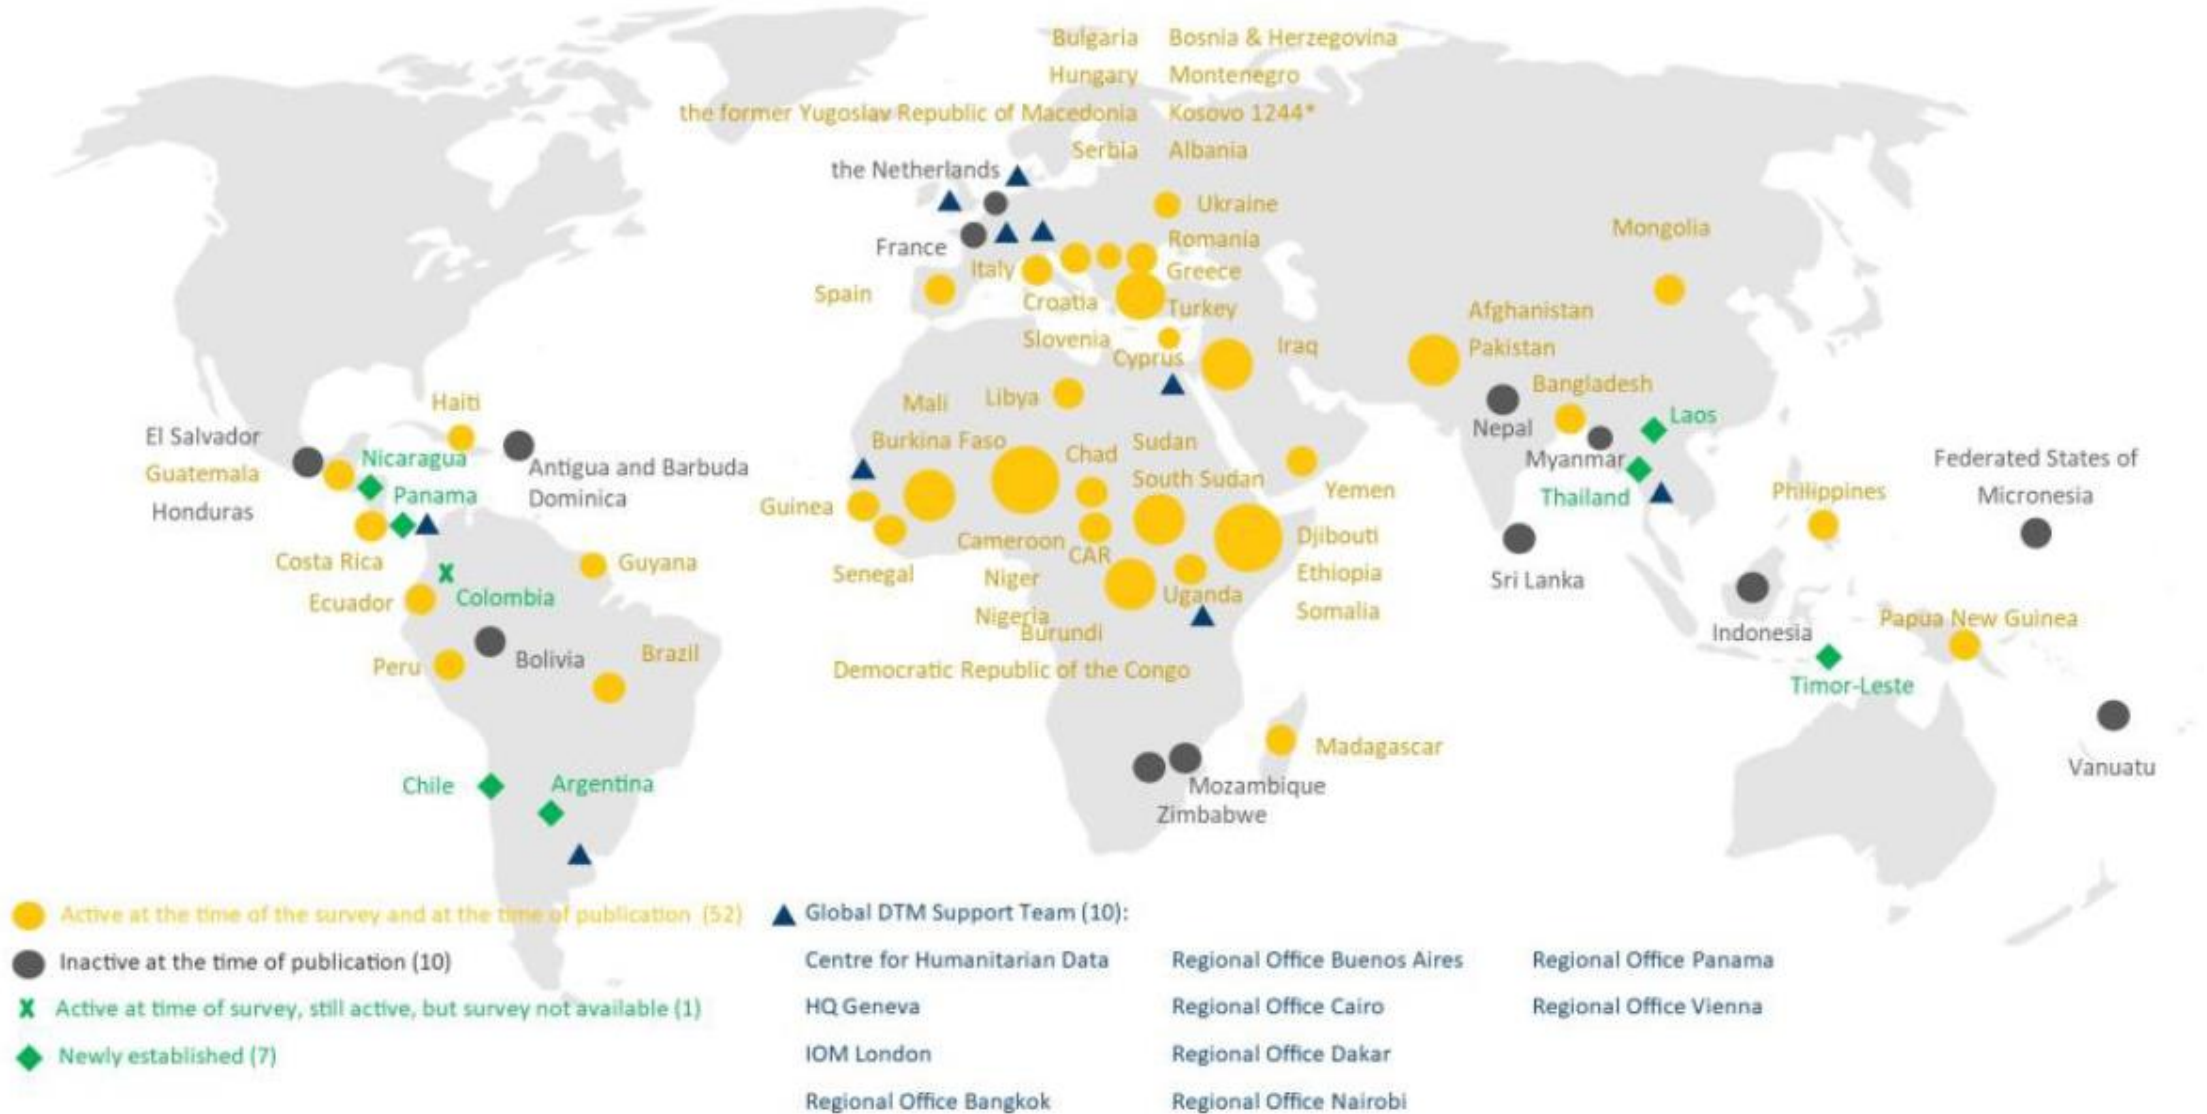 Bulgaria Bosnia & Herzegovina
Hungary Montenegro
the former Yugoslav Republic of Macedonia Kosovo 1244*
Serbia Albania
the Netherlands
Ukraine
Mongolia
Romania
France
Italy
Greece
Spain
Croatia
Turkey
Afghanistan
Slovenia
Cyprus
Iraq
Pakistan
Bangladesh
Haiti
Mali
Libya
Laos
El Salvador
Burkina Faso
Chad
Sudan
Nepal
Nicaragua
Antigua and Barbuda
Myanmar
Federated States of
Micronesia
Guatemala
South Sudan
Panama
Dominica
Yemen
Thailand
Philippines
Honduras
Guinea
Cameroon
CAR
Djibouti
Costa Rica
Guyana
Senegal
Niger
Ethiopia
Sri Lanka
Ecuador
Colombia
Uganda
Nigeria
Somalia
Burundi
Papua New Guinea
Indonesia
Peru
Bolivia
Brazil
Democratic Republic of the Congo
Timor-Leste
Madagascar
Vanuatu
Chile
Argentina
Mozambique
Zimbabwe
Active at the time of the survey and at the time of publication (52)
Inactive at the time of publication (10)
Active at time of survey, still active, but survey not available (1)
Newly established (7)
Global DTM Support Team (10):
Centre for Humanitarian Data Regional Office Buenos Aires Regional Office Panama
HQ Geneva Regional Office Cairo Regional Office Vienna
IOM London Regional Office Dakar
Regional Office Bangkok Regional Office Nairobi